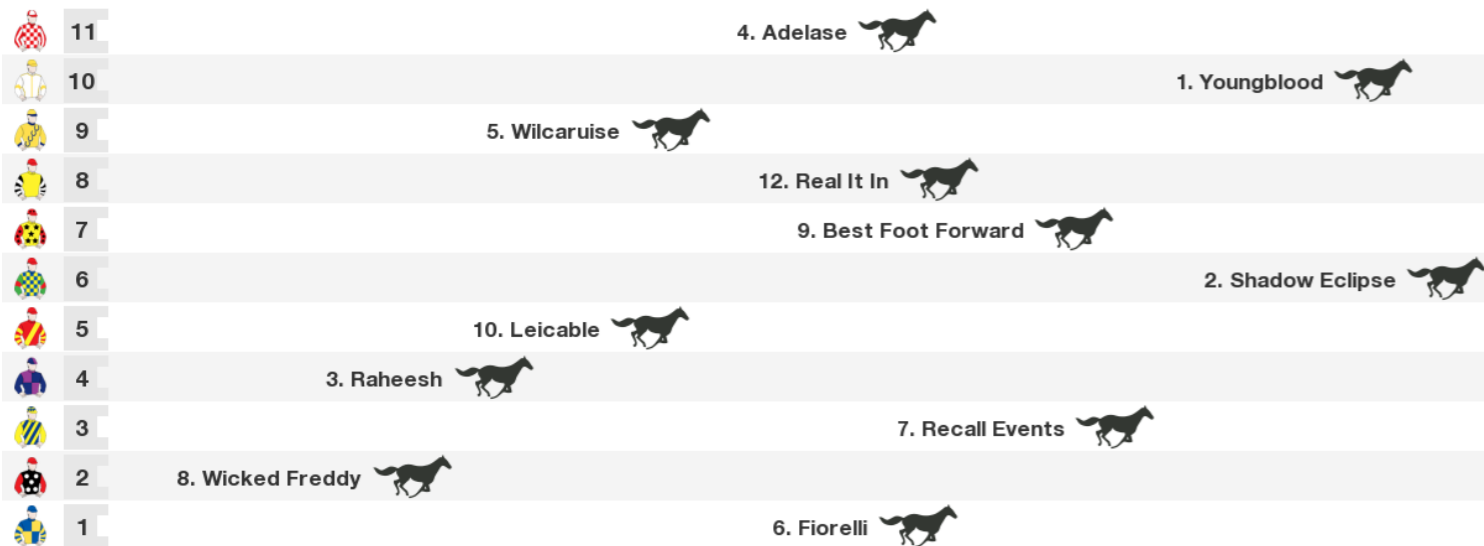 11 4. Adelase
10 1. Youngblood
9 5. Wilcaruise
8 12. Real It In
7 9. Best Foot Forward
6 2. Shadow Eclipse
5 10. Leicable
4 3. Raheesh
3 7. Recall Events
2 8. Wicked Freddy
1 6. Fiorelli